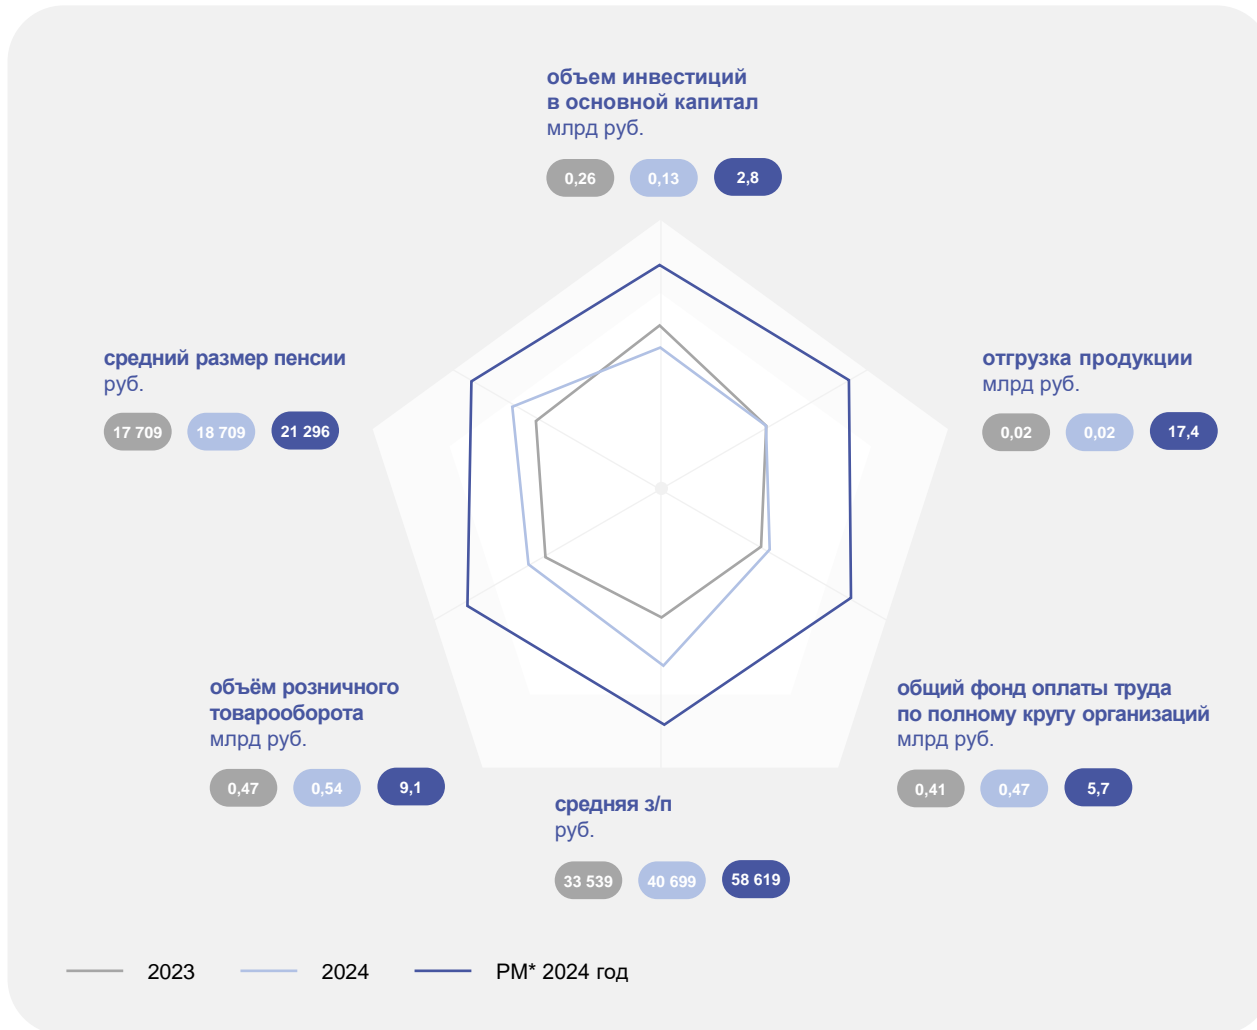 объем инвестиций
в основной капитал
млрд руб.
0,26 0,13 2,8
средний размер пенсии
руб.
17 709 18 709 21 296
отгрузка продукции
млрд руб.
0,02 0,02 17,4
объём розничного
товарооборота
млрд руб.
0,47 0,54 9,1
общий фонд оплаты труда
по полному кругу организаций
млрд руб.
0,41 0,47 5,7
средняя з/п
руб.
33 539 40 699 58 619
2023 2024 РМ* 2024 год